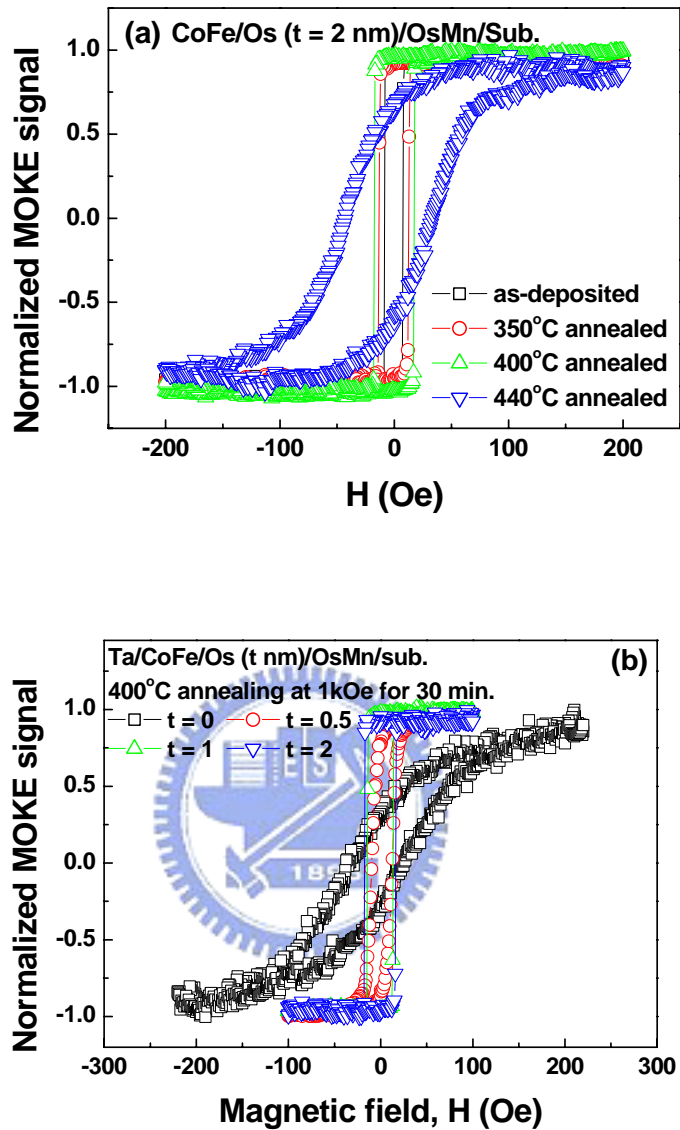 (a) CoFe/Os (t = 2 nm)/OsMn/Sub.
Normalized MOKE signal
1.0
0.5
0.0
-0.5
-1.0
as-deposited
350°C annealed
400°C annealed
440°C annealed
-200 -100 0 100 200
H (Oe)
Ta/CoFe/Os (t nm)/OsMn/sub. (b)
400°C annealing at 1kOe for 30 min.
t = 0 t = 0.5
t = 1 t = 2
Normalized MOKE signal
1.0
0.5
0.0
-0.5
-1.0
E S
1896
-300 -200 -100 0 100 200 300
Magnetic field, H (Oe)